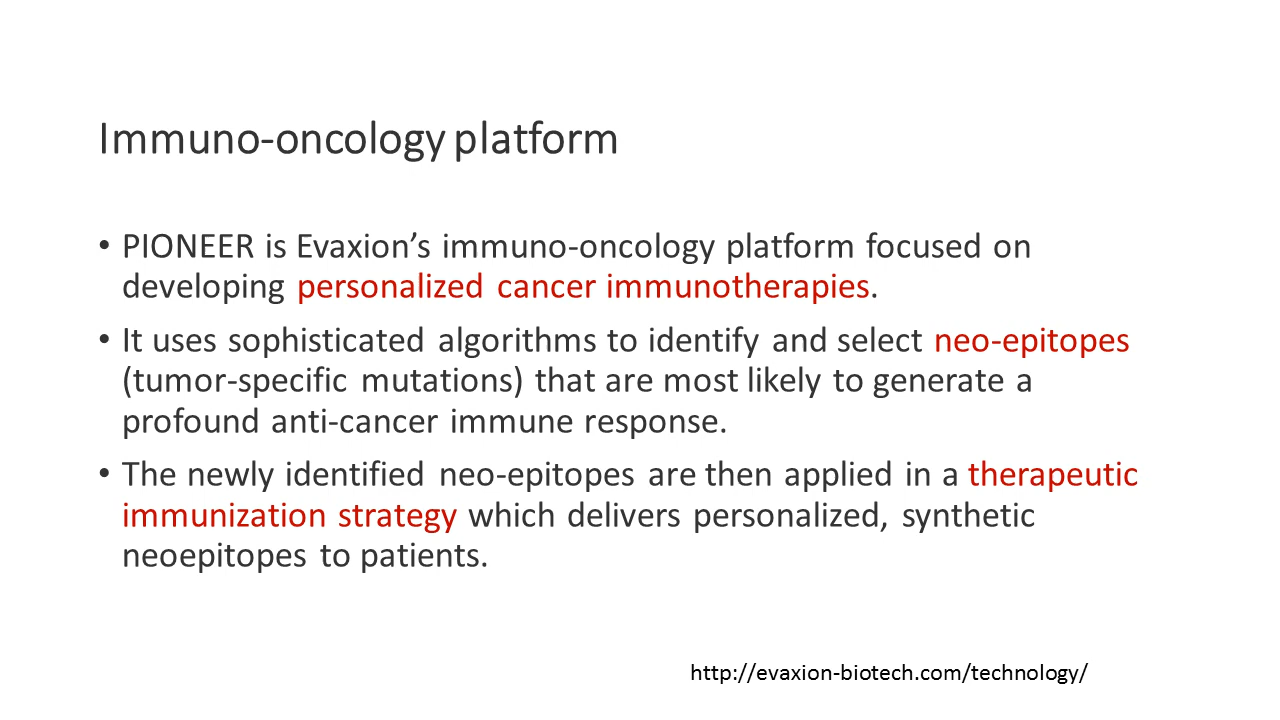 Immuno-oncology platform
• PIONEER is Evaxion’s immuno-oncology platform focused on
developing personalized cancer immunotherapies.
• It uses sophisticated algorithms to identify and select neo-epitopes
(tumor-specific mutations) that are most likely to generate a
profound anti-cancer immune response.
• The newly identified neo-epitopes are then applied in a therapeutic
immunization strategy which delivers personalized, synthetic
neoepitopes to patients.
http://evaxion-biotech.com/technology/